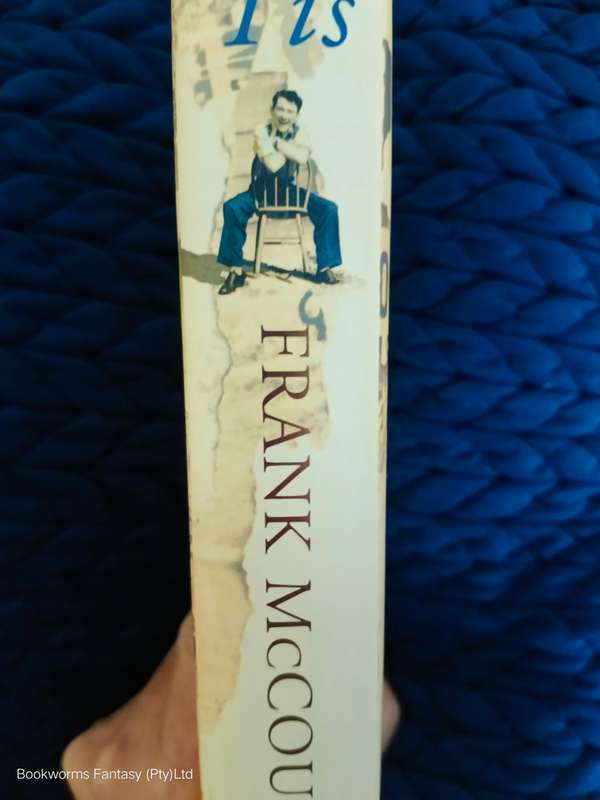 'Tis
FRANK McCOU
Bookworms Fantasy (Pty)Ltd